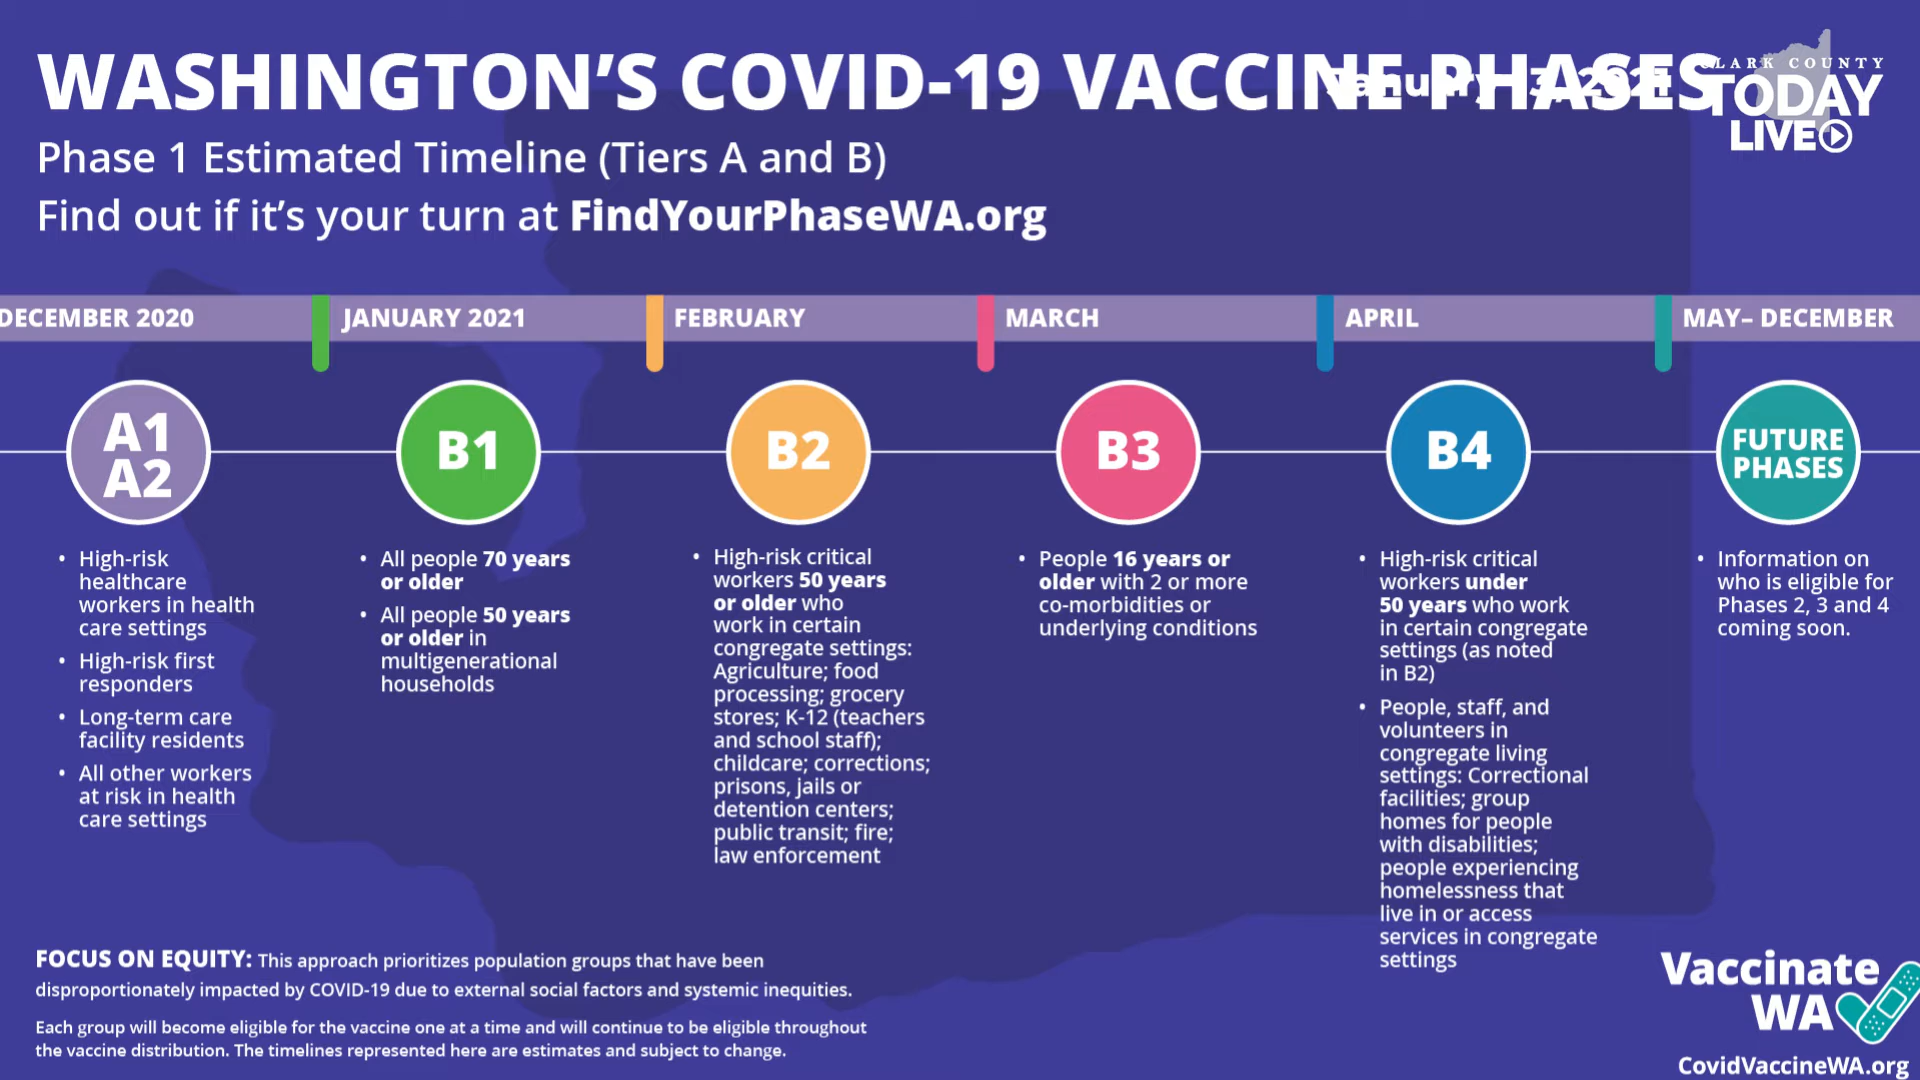 WASHINGTON'S COVID-19 VACCINE PHASES
CLARK COUNTY
TODAY
LIVE
Phase 1 Estimated Timeline (Tiers A and B)
Find out if it's your turn at FindYourPhaseWA.org
DECEMBER 2020
JANUARY 2021
FEBRUARY
MARCH
APRIL
MAY– DECEMBER
A1
A2
B1
B2
B3
B4
FUTURE
PHASES
• High-risk
healthcare
workers in health
care settings
• High-risk first
responders
• Long-term care
facility residents
• All other workers
at risk in health
care settings
• All people 70 years
or older
• All people 50 years
or older in
multigenerational
households
• High-risk critical
workers 50 years
or older who
work in certain
congregate settings:
Agriculture; food
processing; grocery
stores; K-12 (teachers
and school staff);
childcare; corrections;
prisons, jails or
detention centers;
public transit; fire;
law enforcement
• People 16 years or
older with 2 or more
co-morbidities or
underlying conditions
• High-risk critical
workers under
50 years who work
in certain congregate
settings (as noted
in B2)
• People, staff, and
volunteers in
congregate living
settings: Correctional
facilities; group
homes for people
with disabilities;
people experiencing
homelessness that
live in or access
services in congregate
settings
• Information on
who is eligible for
Phases 2, 3 and 4
coming soon.
FOCUS ON EQUITY: This approach prioritizes population groups that have been
disproportionately impacted by COVID-19 due to external social factors and systemic inequities.
Each group will become eligible for the vaccine one at a time and will continue to be eligible throughout
the vaccine distribution. The timelines represented here are estimates and subject to change.
Vaccinate
WA
CovidVaccineWA.org